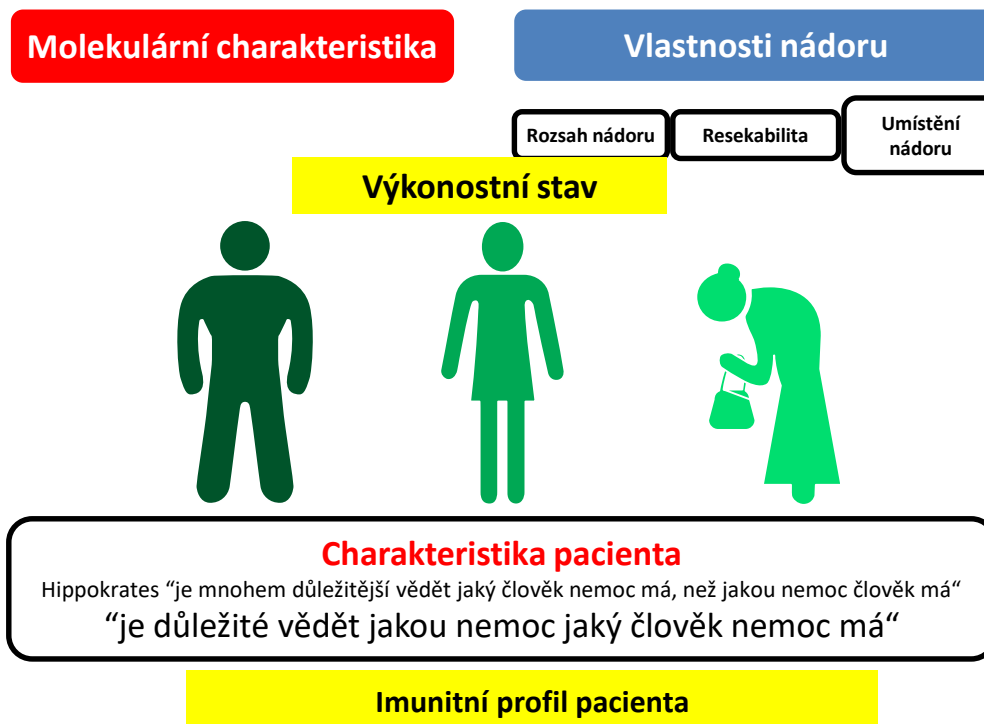 Molekulární charakteristika
Vlastnosti nádoru
Rozsah nádoru
Resekabilita
Umístění
nádoru
Výkonostní stav
Charakteristika pacienta
Hippokrates “je mnohem důležitější vědět jaký člověk nemoc má, než jakou nemoc člověk má“
“je důležité vědět jakou nemoc jaký člověk nemoc má“
Imunitní profil pacienta